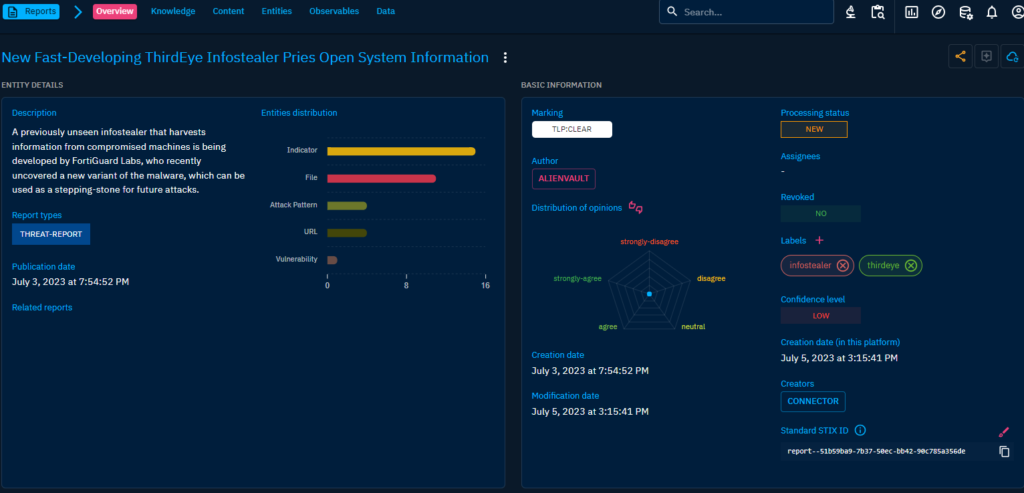 Reports
Overview
Knowledge
Content
Entities
Observables
Data
Search...
New Fast-Developing ThirdEye Infostealer Pries Open System Information
ENTITY DETAILS
Description
A previously unseen infostealer that harvests
information from compromised machines is being
developed by FortiGuard Labs, who recently
uncovered a new variant of the malware, which can be
used as a stepping-stone for future attacks.
Report types
THREAT-REPORT
Publication date
July 3, 2023 at 7:54:52 PM
Related reports
Entities distribution
Indicator
File
Attack Pattern
URL
Vulnerability
0
8
16
BASIC INFORMATION
Marking
TLP:CLEAR
Author
ALIENVAULT
Distribution of opinions
strongly-disagree
strongly-agree
disagree
agree
neutral
Creation date
July 3, 2023 at 7:54:52 PM
Modification date
July 5, 2023 at 3:15:41 PM
Processing status
NEW
Assignees
-
Revoked
NO
Labels +
infostealer
thirdeye
Confidence level
LOW
Creation date (in this platform)
July 5, 2023 at 3:15:41 PM
Creators
CONNECTOR
Standard STIX ID
report--51b59ba9-7b37-50ec-bb42-90c785a356de